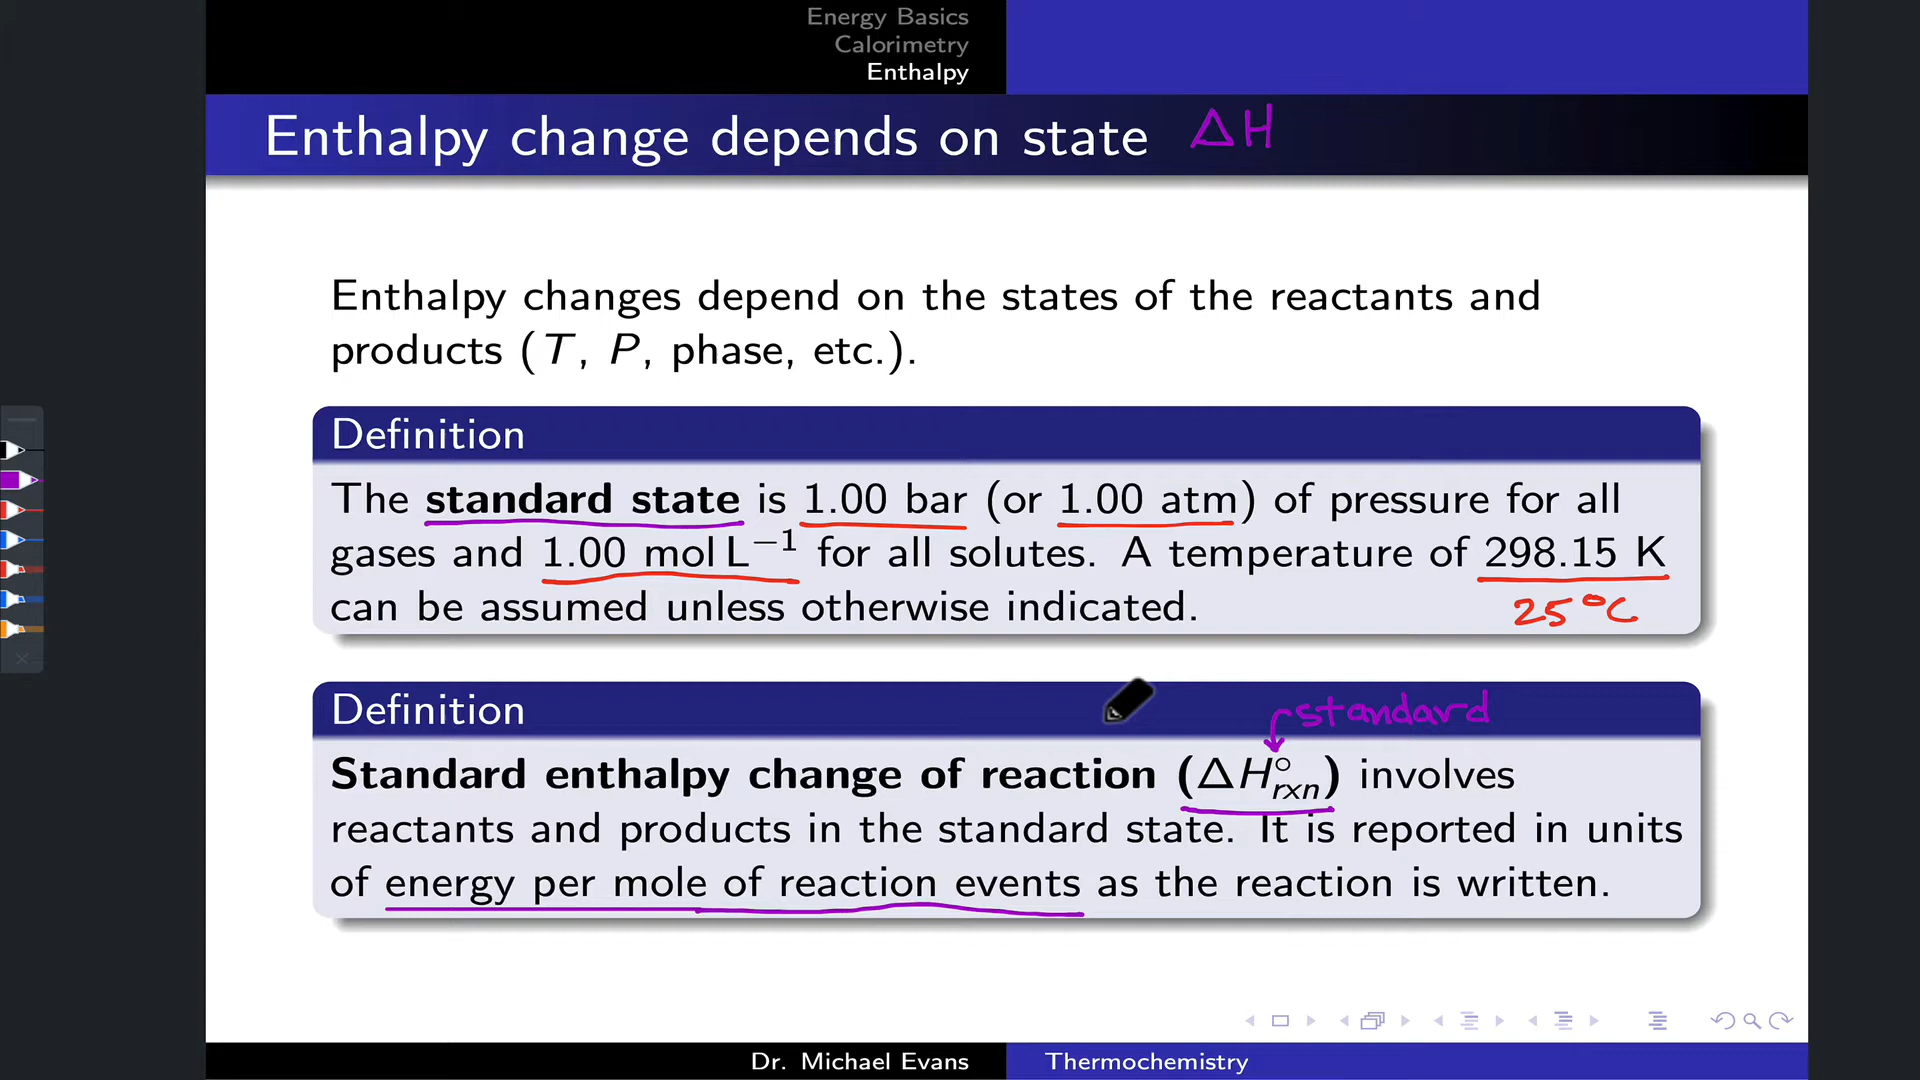 Energy Basics
Calorimetry
Enthalpy
Enthalpy change depends on state ΔH
Enthalpy changes depend on the states of the reactants and
products (T, P, phase, etc.).
Definition
The standard state is 1.00 bar (or 1.00 atm) of pressure for all
gases and 1.00 mol L⁻¹ for all solutes. A temperature of 298.15 K
can be assumed unless otherwise indicated.
25°C
Definition
standard
Standard enthalpy change of reaction (ΔH°rxn) involves
reactants and products in the standard state. It is reported in units
of energy per mole of reaction events as the reaction is written.
Dr. Michael Evans
Thermochemistry